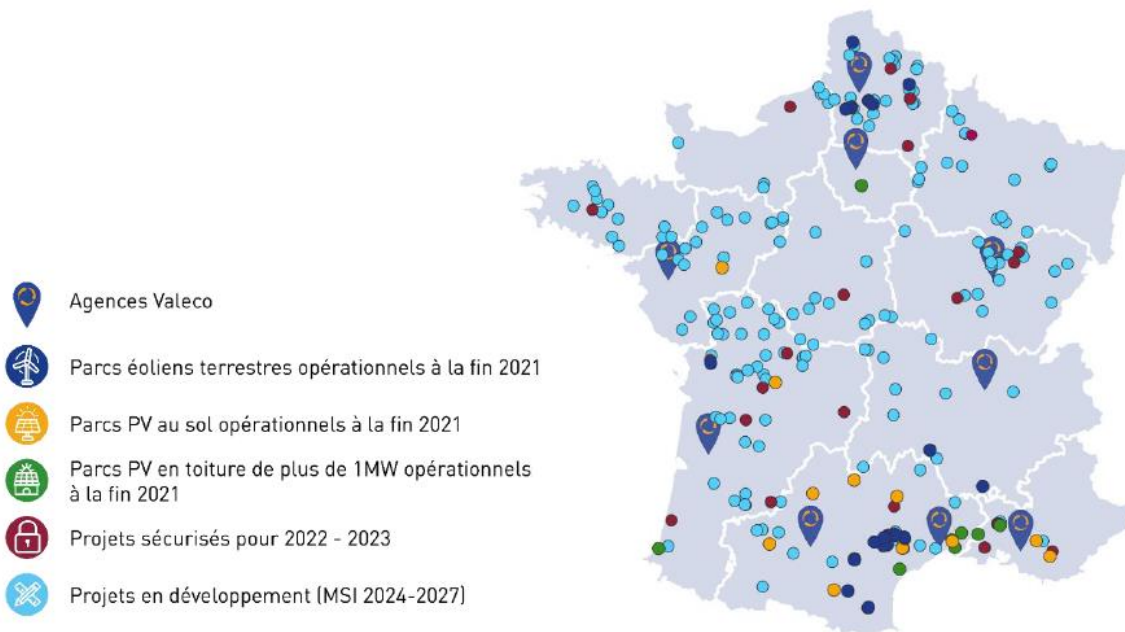 Agences Valeco
Parcs éoliens terrestres opérationnels à la fin 2021
Parcs PV au sol opérationnels à la fin 2021
Parcs PV en toiture de plus de 1MW opérationnels
à la fin 2021
Projets sécurisés pour 2022 - 2023
Projets en développement (MSI 2024-2027)